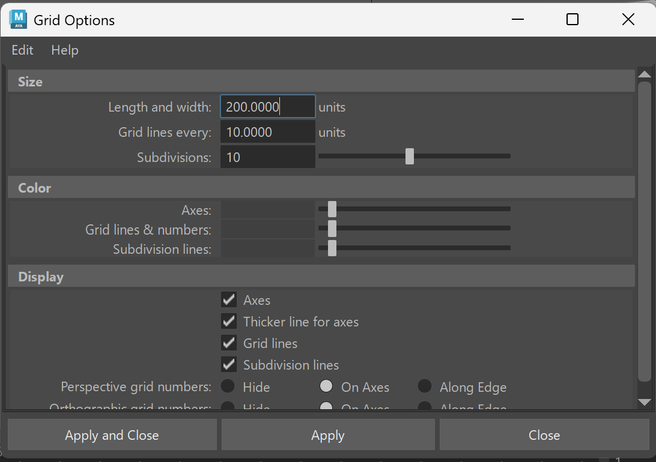 M
AYA
Grid Options
Edit Help
Size
Length and width: 200.0000 units
Grid lines every: 10.0000 units
Subdivisions: 10
Color
Axes:
Grid lines & numbers:
Subdivision lines:
Display
Axes
Thicker line for axes
Grid lines
Subdivision lines
Perspective grid numbers: Hide On Axes Along Edge
Orthographic grid numbers: Hide On Axes Along Edge
Apply and Close Apply Close
1